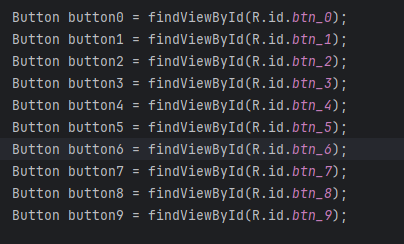 Button button0 = findViewById(R.id.btn_0);
Button button1 = findViewById(R.id.btn_1);
Button button2 = findViewById(R.id.btn_2);
Button button3 = findViewById(R.id.btn_3);
Button button4 = findViewById(R.id.btn_4);
Button button5 = findViewById(R.id.btn_5);
Button button6 = findViewById(R.id.btn_6);
Button button7 = findViewById(R.id.btn_7);
Button button8 = findViewById(R.id.btn_8);
Button button9 = findViewById(R.id.btn_9);